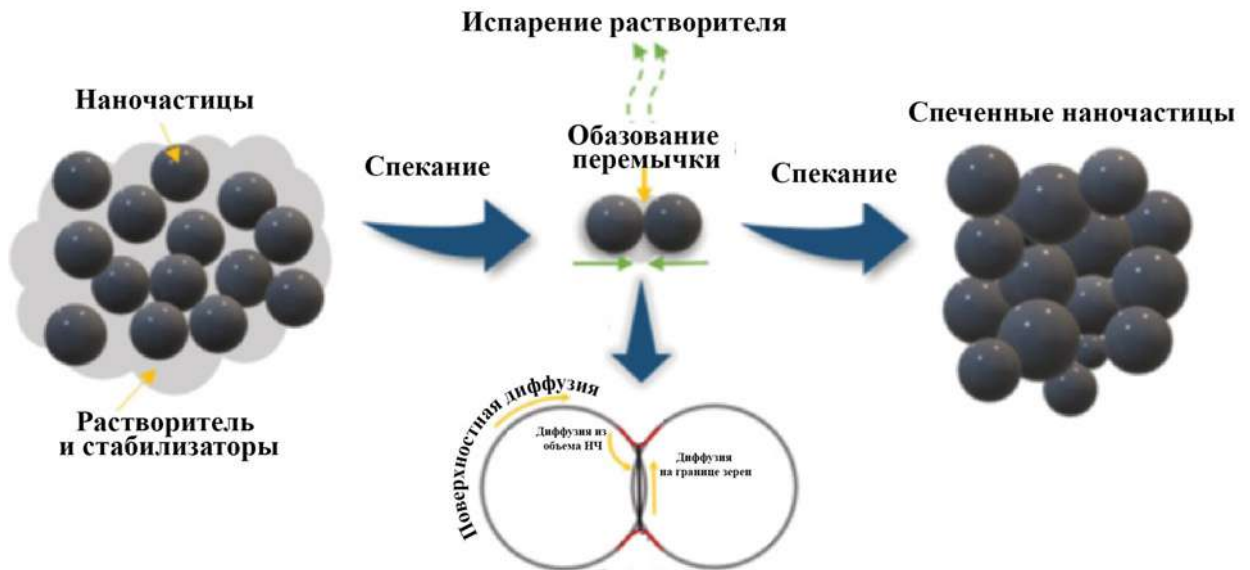 Испарение растворителя
Наночастицы
Спеченные наночастицы
Обазование
перемычки
Спекание
Спекание
Растворитель
и стабилизаторы
Поверхностная диффузия
Диффузия из
объема НЧ
Диффузия
на границе зерен